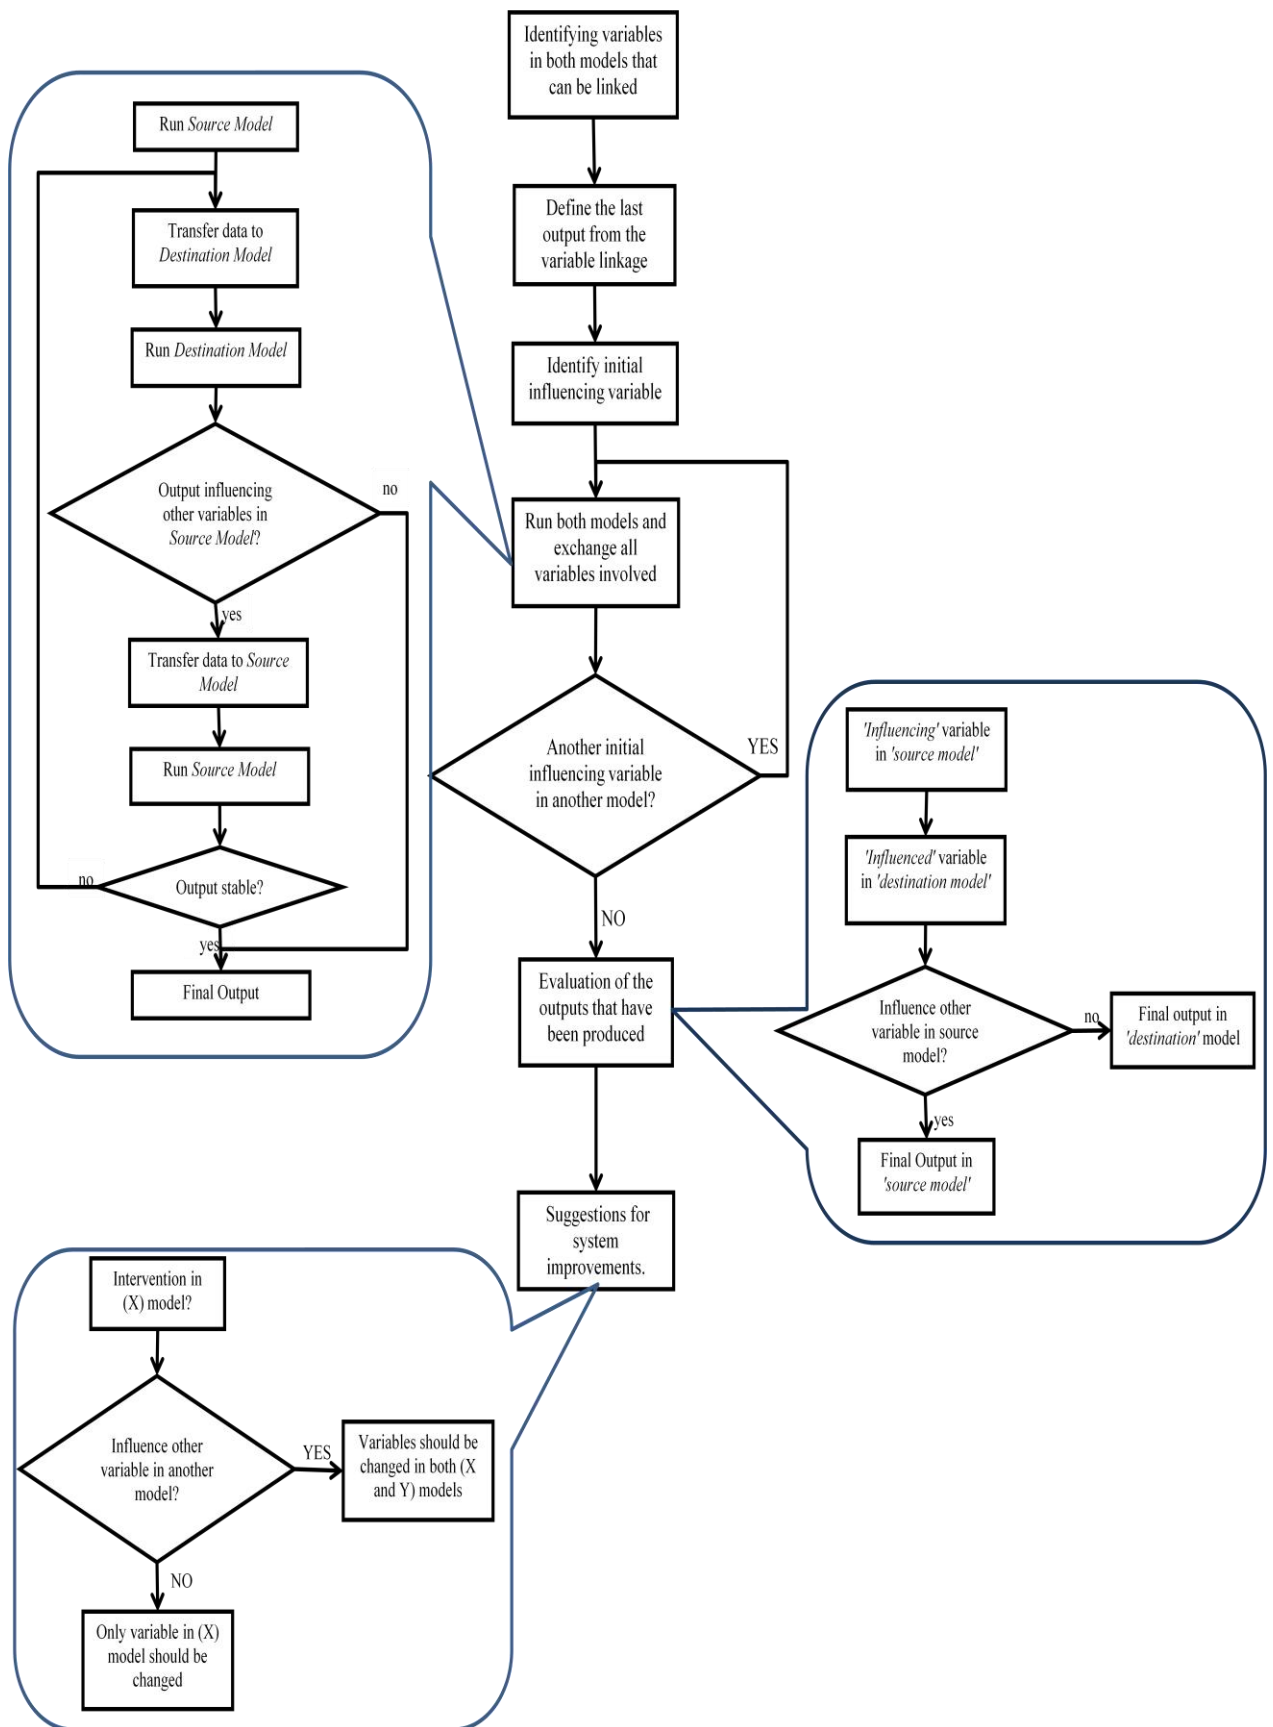 Identifying variables
in both models that
can be linked
Define the last
output from the
variable linkage
Identify initial
influencing variable
Run both models and
exchange all
variables involved
Another initial
influencing variable
in another model?
YES
NO
Evaluation of the
outputs that have
been produced
Suggestions for
system
improvements.
Run Source Model
Transfer data to
Destination Model
Run Destination Model
Output influencing
other variables in
Source Model?
no
yes
Transfer data to Source
Model
Run Source Model
Output stable?
no
yes
Final Output
'Influencing' variable
in 'source model'
'Influenced' variable
in 'destination model'
Influence other
variable in source
model?
no
Final output in
'destination' model
yes
Final Output in
'source model'
Intervention in
(X) model?
Influence other
variable in another
model?
YES
Variables should be
changed in both (X
and Y) models
NO
Only variable in (X)
model should be
changed